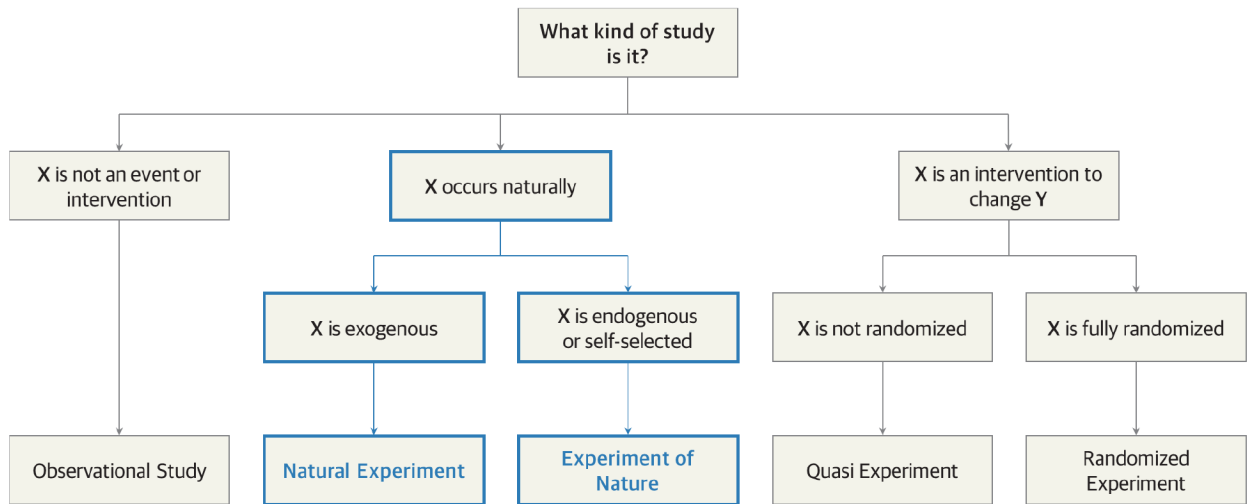 What kind of study
is it?
X is not an event or
intervention
X occurs naturally
X is an intervention to
change Y
X is exogenous
X is endogenous
or self-selected
X is not randomized
X is fully randomized
Observational Study
Natural Experiment
Experiment of
Nature
Quasi Experiment
Randomized
Experiment